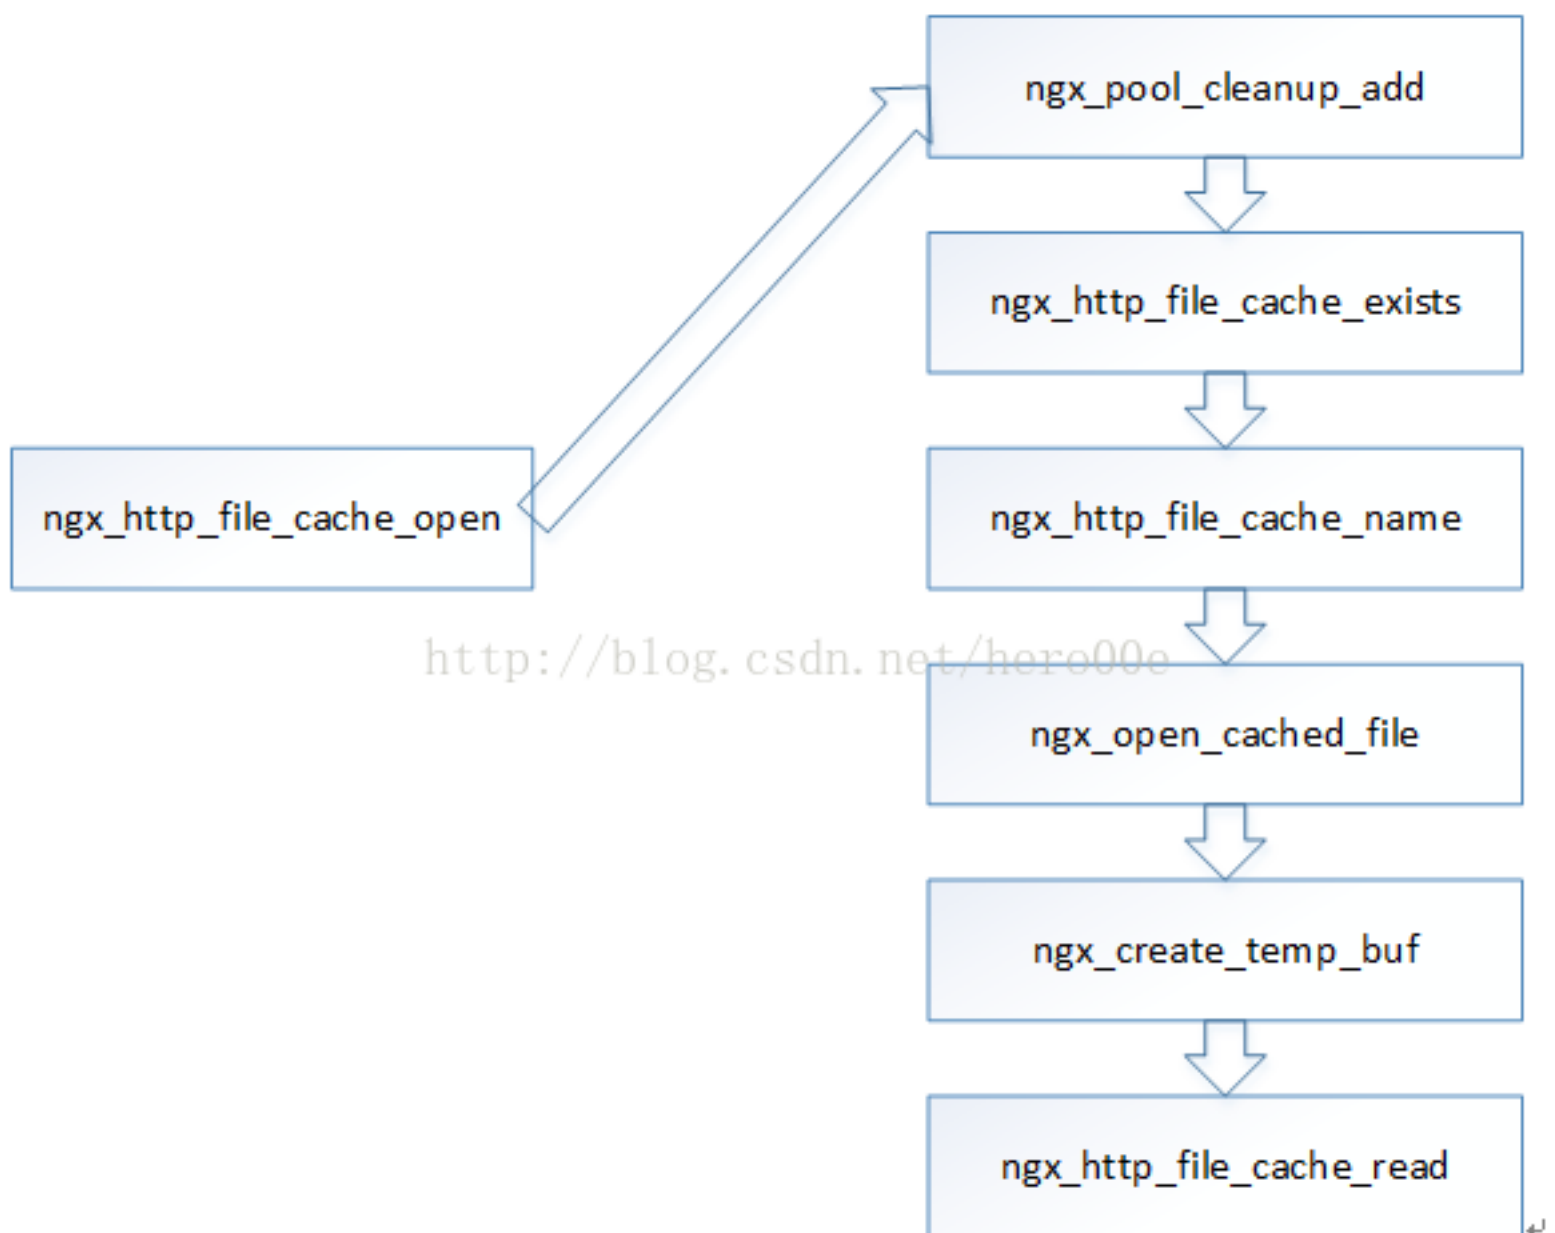 ngx_pool_cleanup_add
ngx_http_file_cache_exists
ngx_http_file_cache_open
ngx_http_file_cache_name
http://blog.csdn.net/hero00e
ngx_open_cached_file
ngx_create_temp_buf
ngx_http_file_cache_read